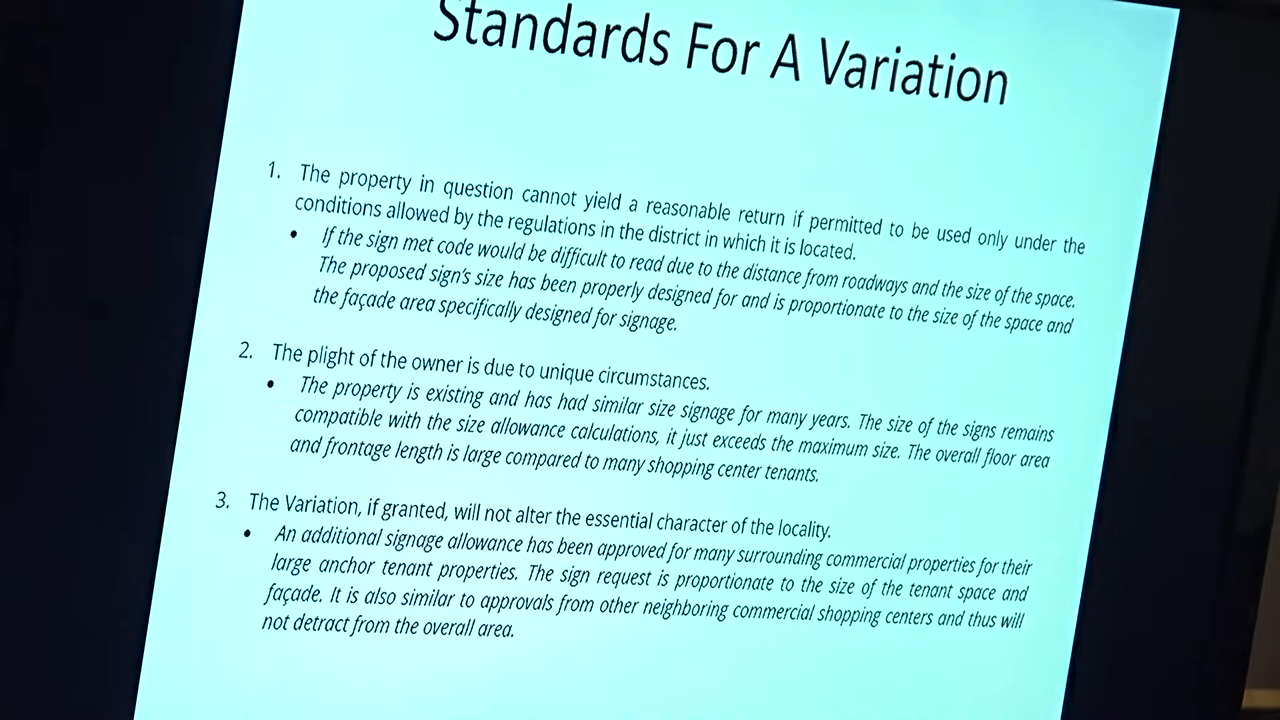 Standards For A Variation
1. The property in question cannot yield a reasonable return if permitted to be used only under the
conditions allowed by the regulations in the district in which it is located.
• If the sign met code would be difficult to read due to the distance from roadways and the size of the space.
The proposed sign's size has been properly designed for and is proportionate to the size of the space and
the façade area specifically designed for signage.
2. The plight of the owner is due to unique circumstances.
• The property is existing and has had similar size signage for many years. The size of the signs remains
compatible with the size allowance calculations, it just exceeds the maximum size. The overall floor area
and frontage length is large compared to many shopping center tenants.
3. The Variation, if granted, will not alter the essential character of the locality.
• An additional signage allowance has been approved for many surrounding commercial properties for their
large anchor tenant properties. The sign request is proportionate to the size of the tenant space and
façade. It is also similar to approvals from other neighboring commercial shopping centers and thus will
not detract from the overall area.